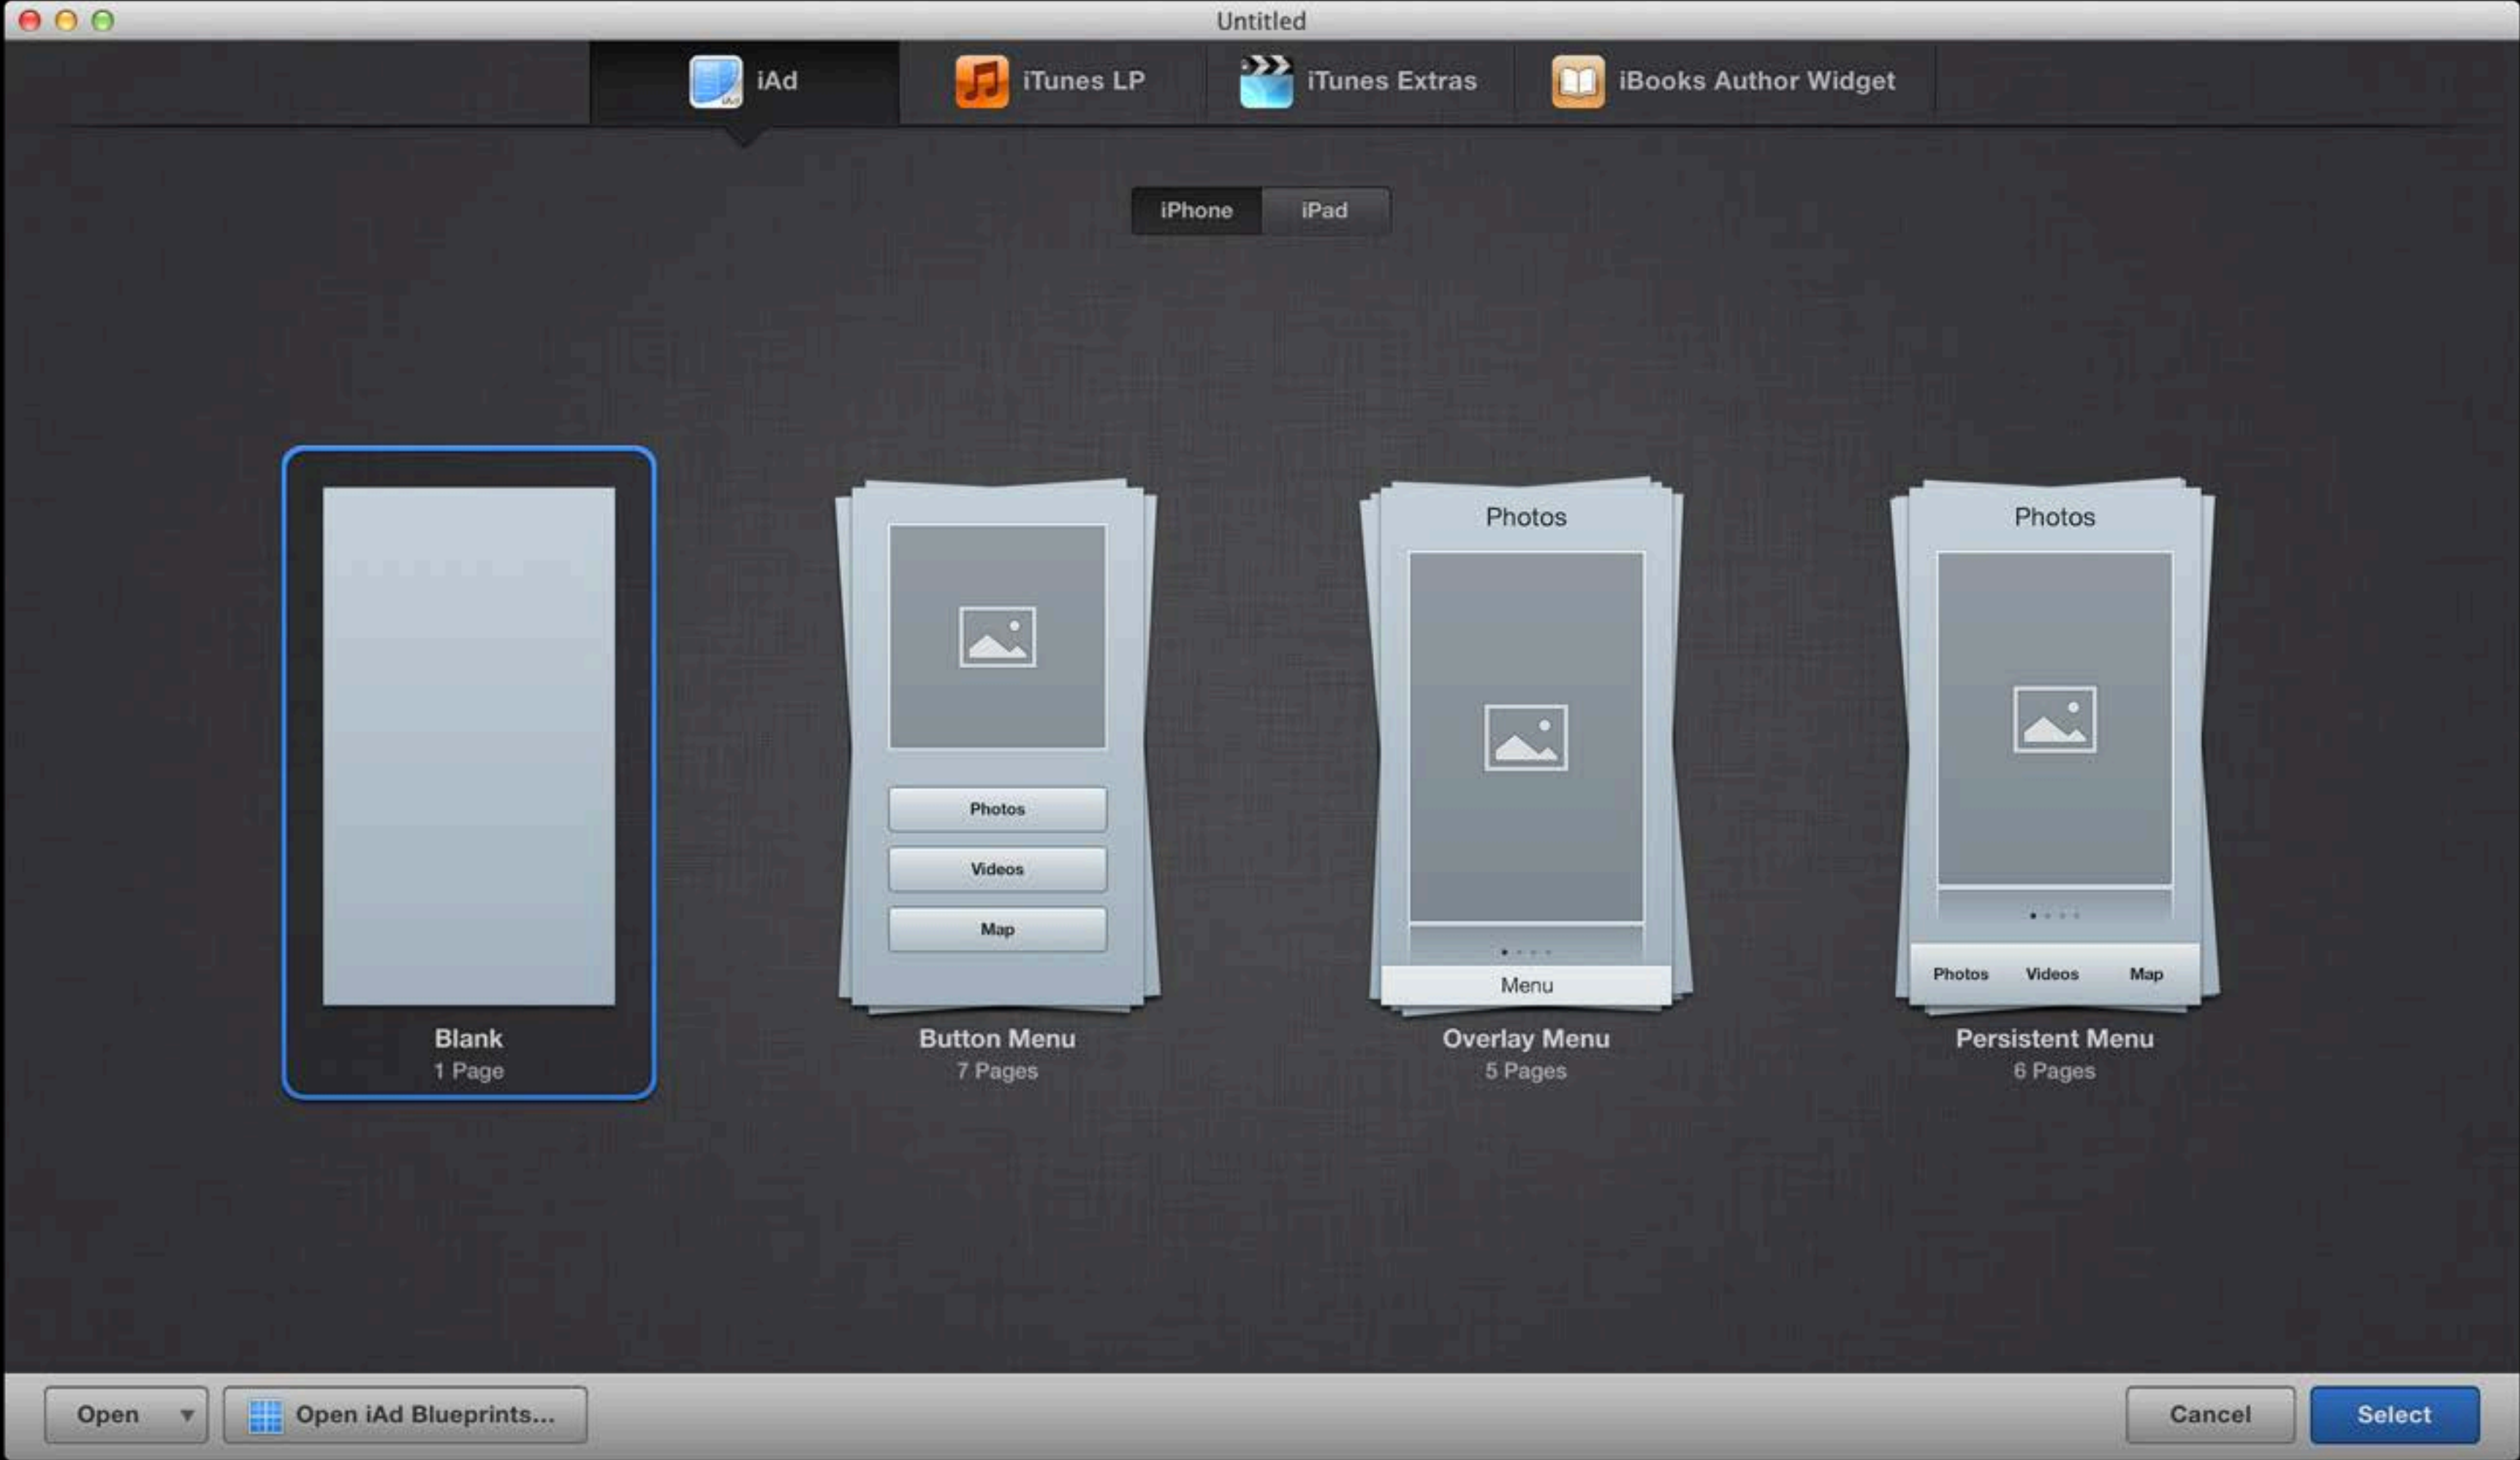 Untitled
iAd
iTunes LP
iTunes Extras
iBooks Author Widget
iPhone
iPad
Photos
Videos
Map
Photos
Menu
Photos
Photos Videos Map
Blank
1 Page
Button Menu
7 Pages
Overlay Menu
5 Pages
Persistent Menu
6 Pages
Open
Open iAd Blueprints...
Cancel
Select